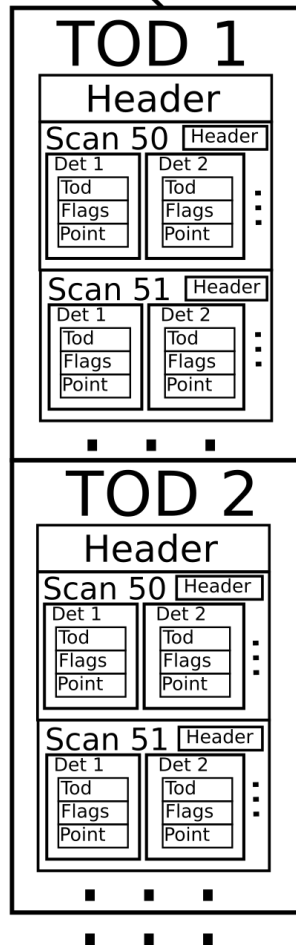 TOD 1
Header
Scan 50 Header
Det 1 Det 2
Tod Tod
Flags Flags
Point Point
Scan 51 Header
Det 1 Det 2
Tod Tod
Flags Flags
Point Point
TOD 2
Header
Scan 50 Header
Det 1 Det 2
Tod Tod
Flags Flags
Point Point
Scan 51 Header
Det 1 Det 2
Tod Tod
Flags Flags
Point Point